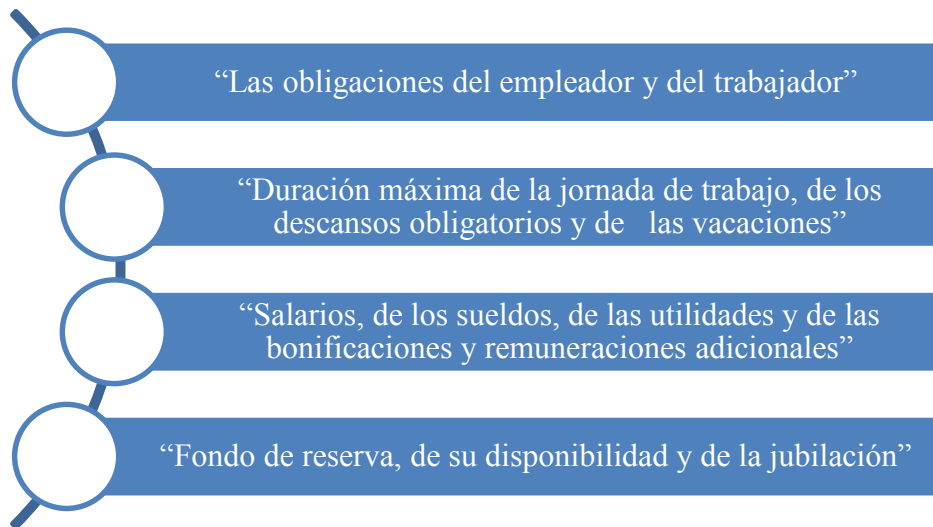 “Las obligaciones del empleador y del trabajador”
“Duración máxima de la jornada de trabajo, de los
descansos obligatorios y de   las vacaciones”
“Salarios, de los sueldos, de las utilidades y de las
bonificaciones y remuneraciones adicionales”
“Fondo de reserva, de su disponibilidad y de la jubilación”